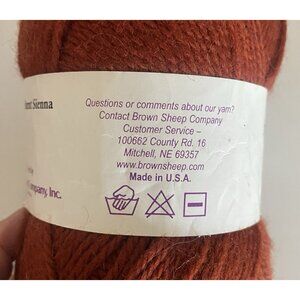 Sienna
Questions or comments about our yarn?
Contact Brown Sheep Company
Customer Service –
100662 County Rd. 16
Mitchell, NE 69357
www.brownsheep.com
Made in U.S.A.
Company, Inc.